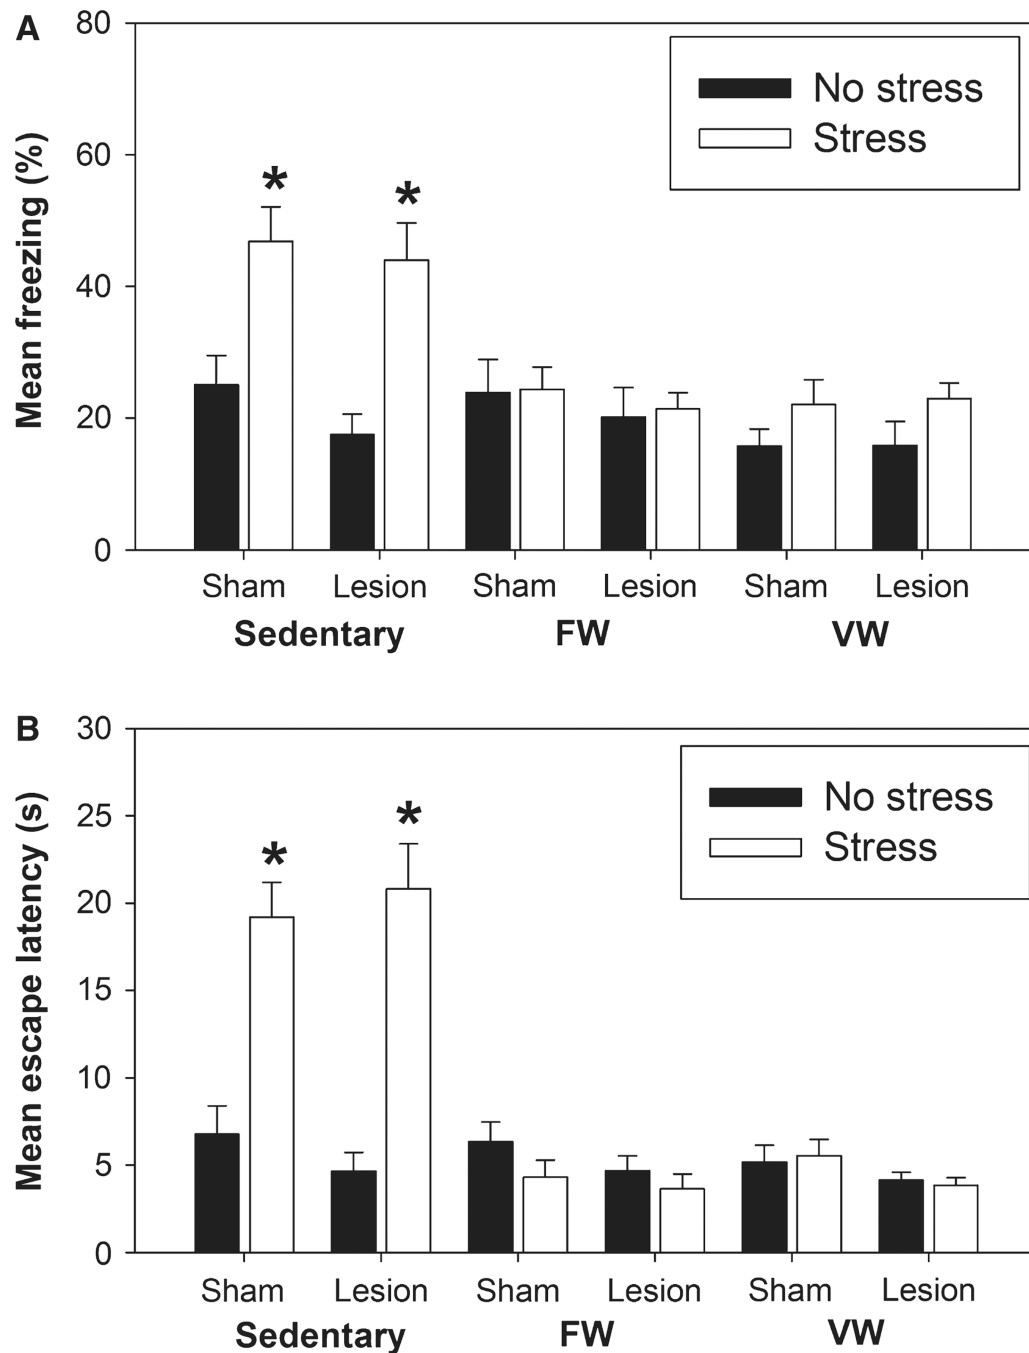 A
80
60
40
20
0
Mean freezing (%)
No stress
Stress
*
*
Sham Lesion Sham Lesion Sham Lesion
Sedentary FW VW
B
30
25
20
15
10
5
0
Mean escape latency (s)
No stress
Stress
*
*
Sham Lesion Sham Lesion Sham Lesion
Sedentary FW VW